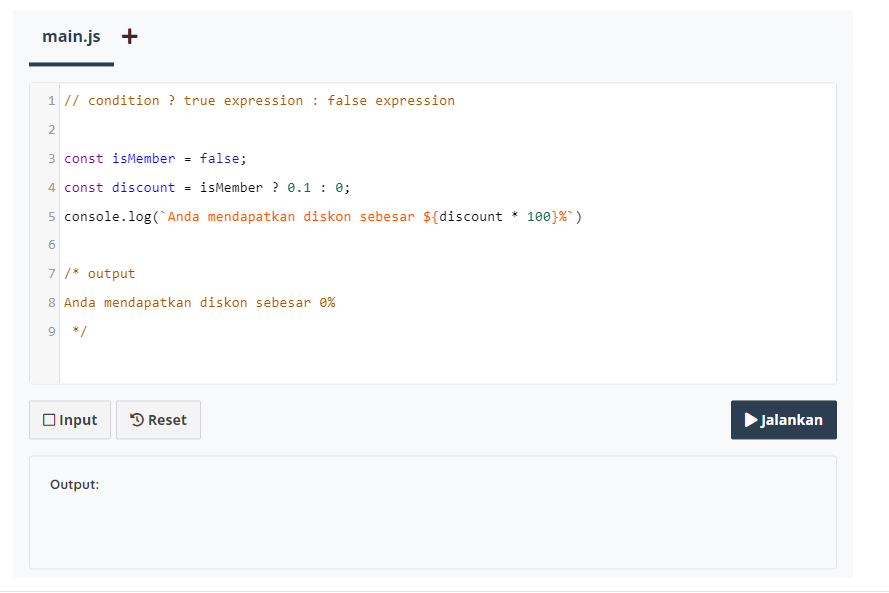 main.js
1 // condition ? true expression : false expression
2
3 const isMember = false;
4 const discount = isMember ? 0.1 : 0;
5 console.log(`Anda mendapatkan diskon sebesar ${discount * 100}%`)
6
7 /* output
8 Anda mendapatkan diskon sebesar 0%
9 */
Input Reset Jalankan
Output: